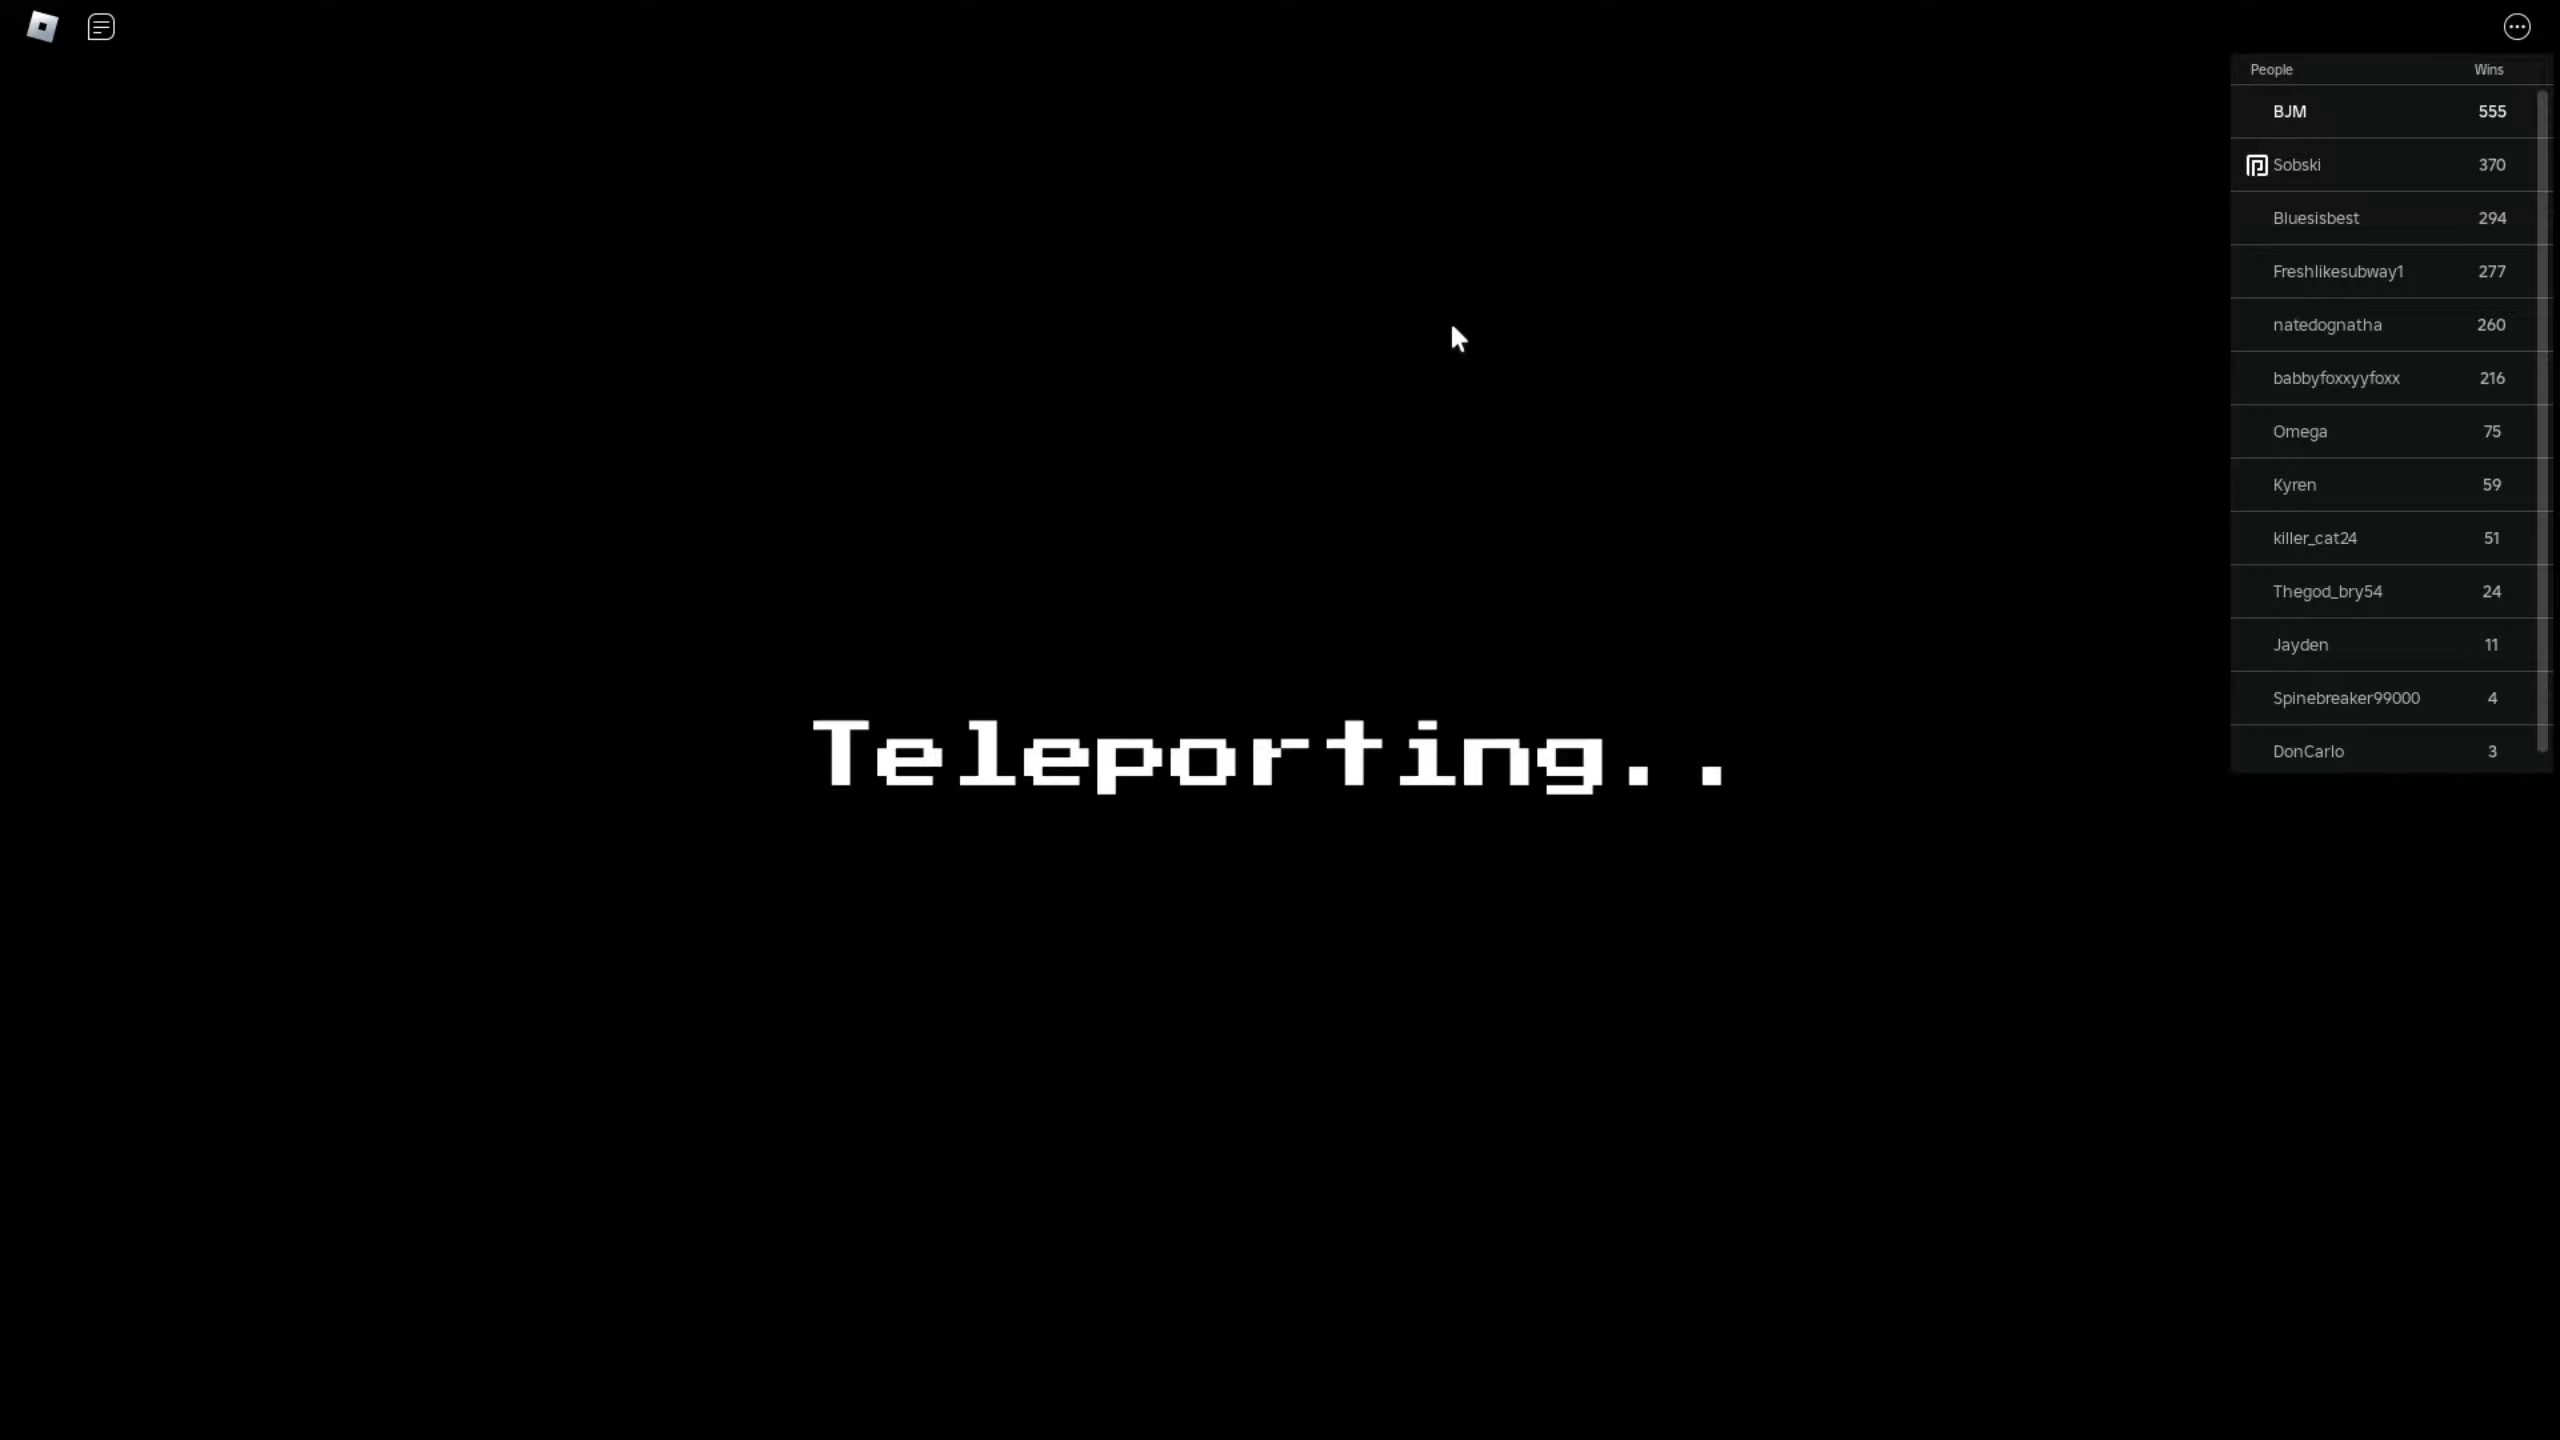 People Wins
BJM 555
Sobski 370
Bluesisbest 294
Freshlikesubway1 277
natedognatha 260
babbyfoxxyyfoxx 216
Omega 75
Kyren 59
killer_cat24 51
Thegod_bry54 24
Jayden 11
Spinebreaker99000 4
DonCarlo 3
Teleporting..